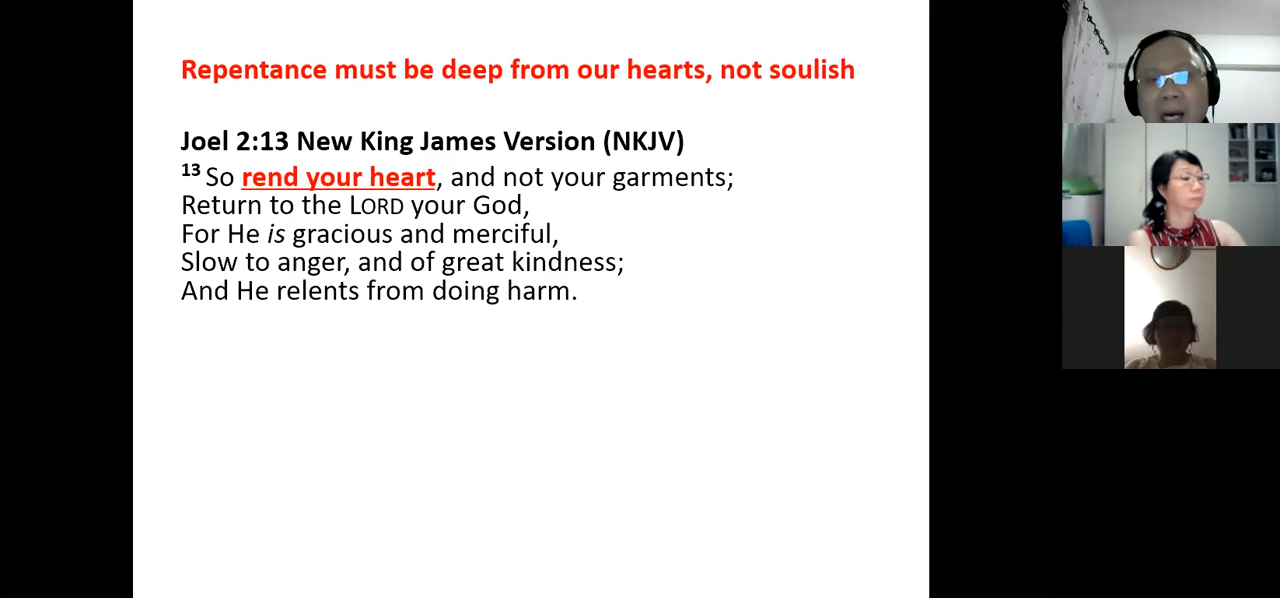 Repentance must be deep from our hearts, not soulish
Joel 2:13 New King James Version (NKJV)
13 So rend your heart, and not your garments;
Return to the LORD your God,
For He is gracious and merciful,
Slow to anger, and of great kindness;
And He relents from doing harm.